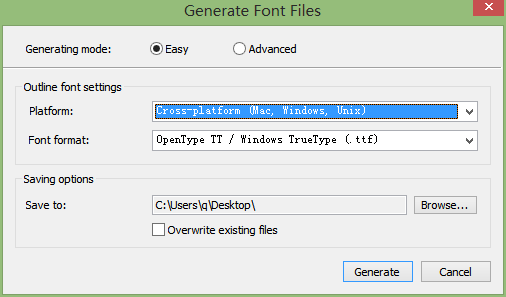 Generate Font Files
Generating mode: Easy Advanced
Outline font settings
Platform: Cross-platform (Mac, Windows, Unix)
Font format: OpenType TT / Windows TrueType (.ttf)
Saving options
Save to: C:\Users\q\Desktop\ Browse...
Overwrite existing files
Generate Cancel